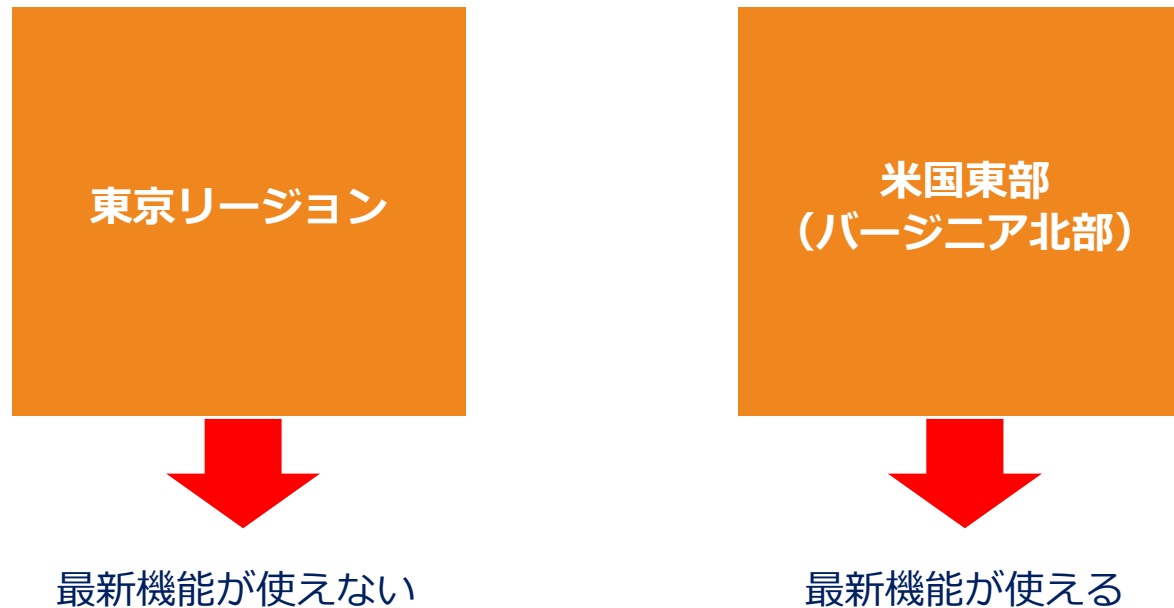 東京リージョン
米国東部
（バージニア北部）
最新機能が使えない
最新機能が使える